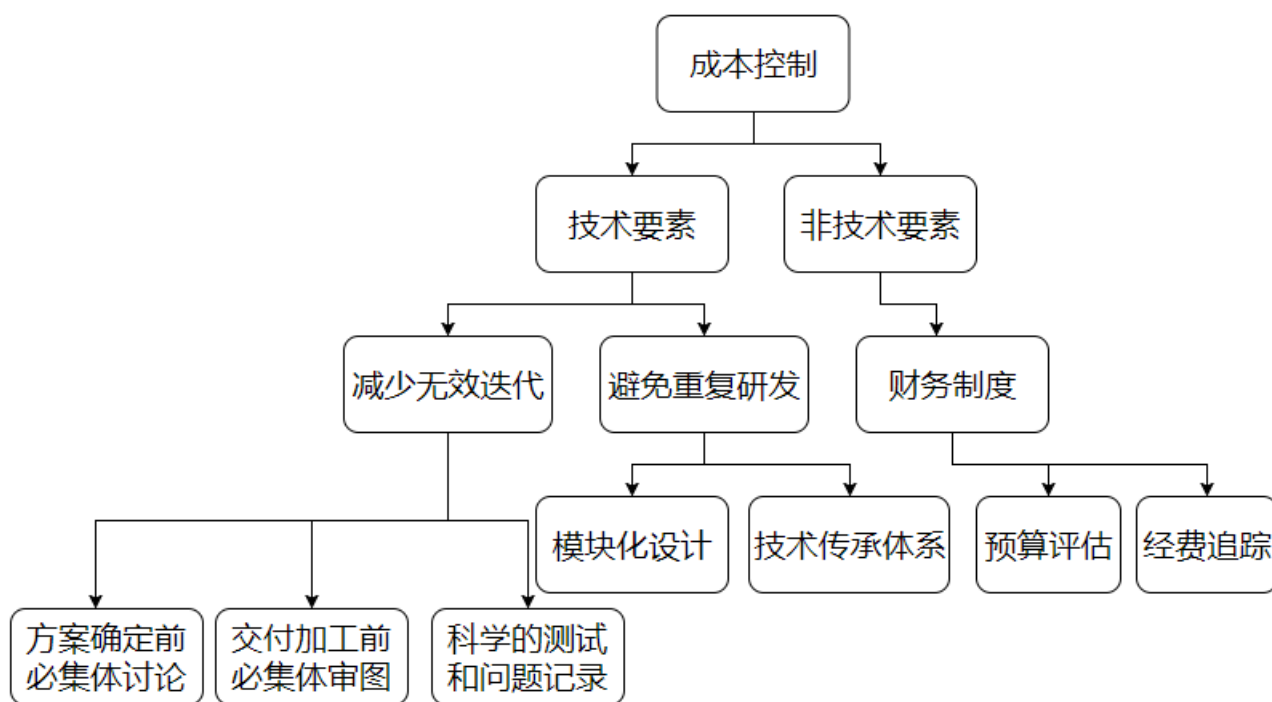 成本控制
技术要素
非技术要素
减少无效迭代
避免重复研发
财务制度
模块化设计
技术传承体系
预算评估
经费追踪
方案确定前
必集体讨论
交付加工前
必集体审图
科学的测试
和问题记录